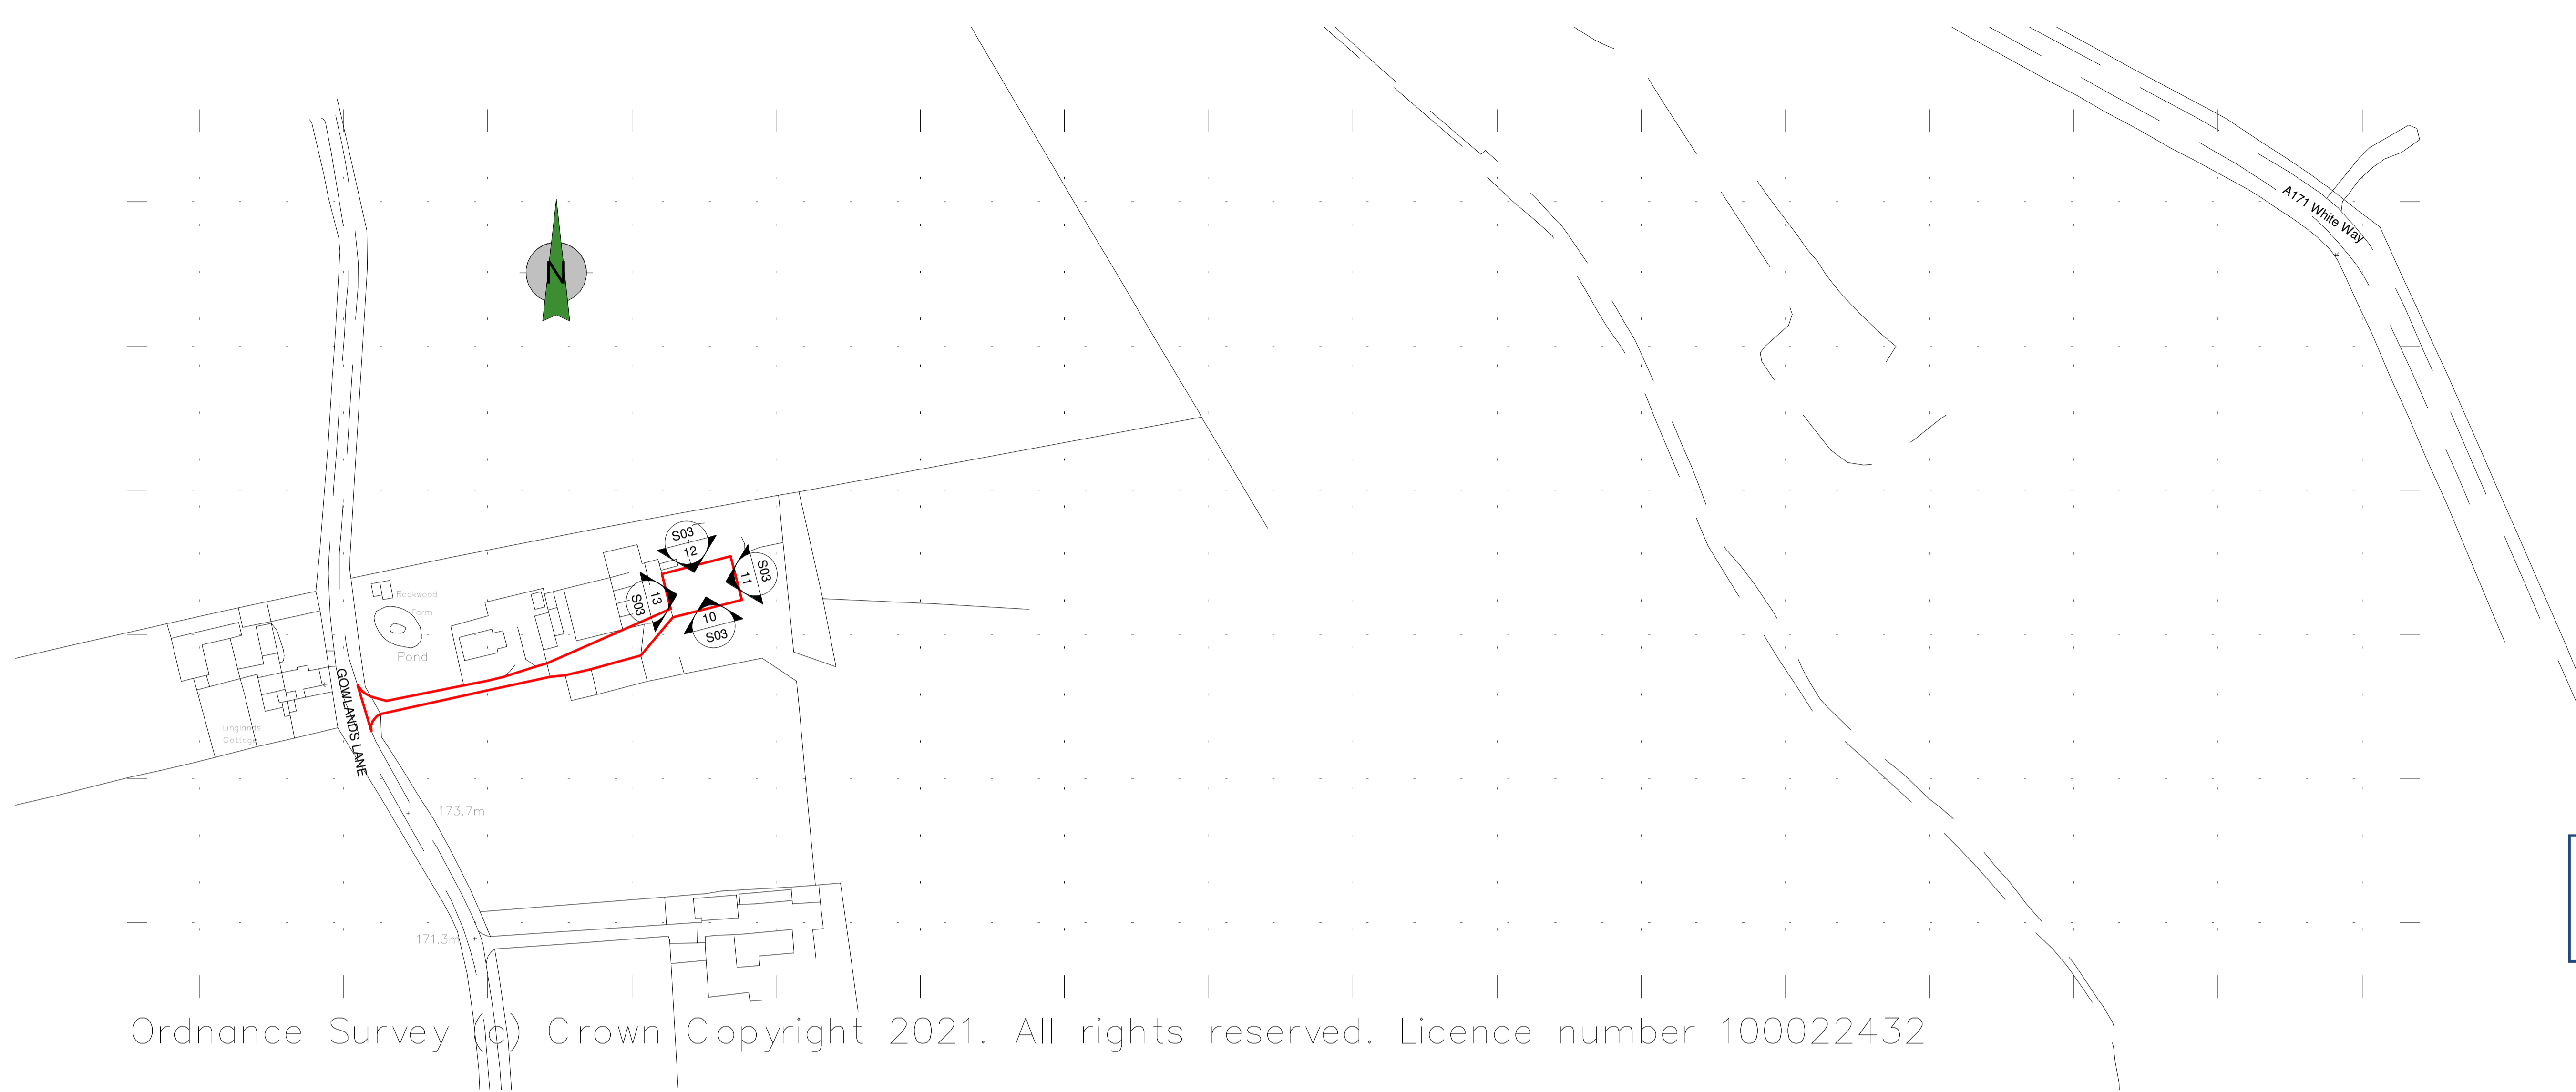 A171 White Way
N
S03
12
S03
11
S03
13
10
S03
Rockwood
Farm
Pond
GOWLANDS LANE
Linglands
Cottage
173.7m
171.3m
Ordnance Survey (c) Crown Copyright 2021. All rights reserved. Licence number 100022432